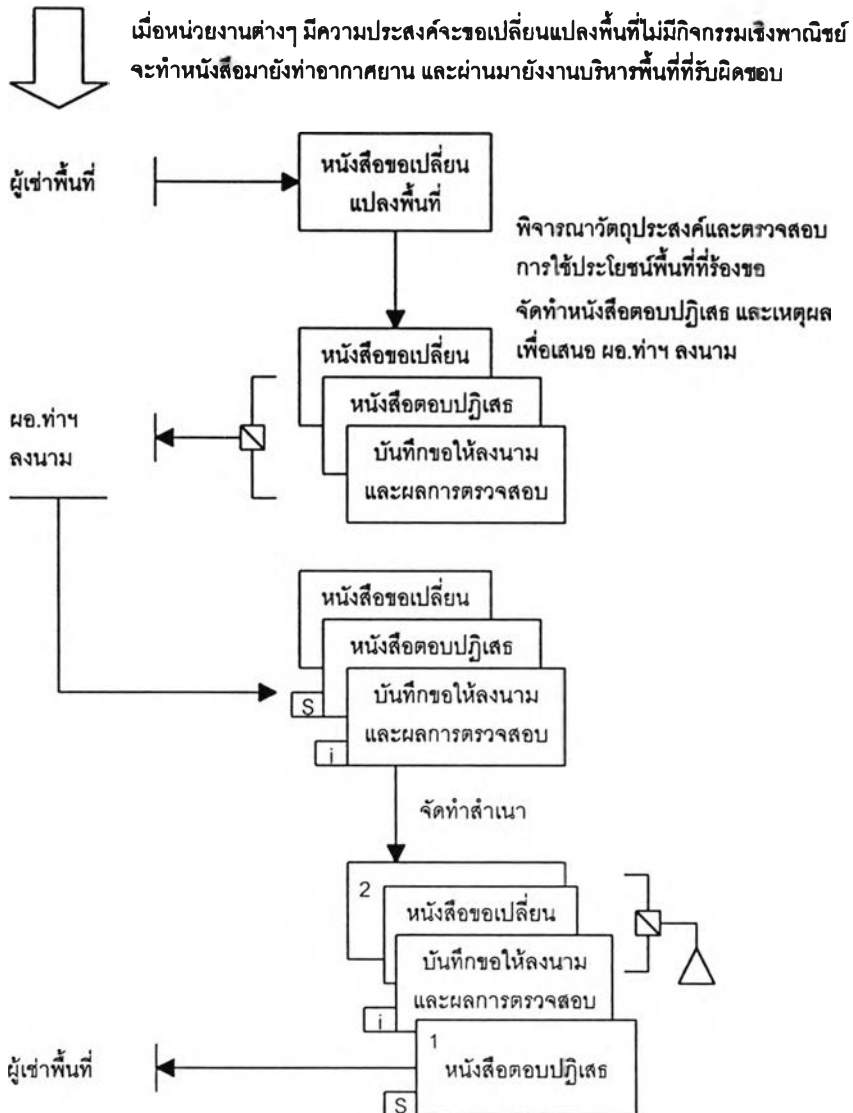 เมื่อหน่วยงานต่างๆ มีความประสงค์จะขอเปลี่ยนแปลงพื้นที่ไม่มีกิจกรรมเชิงพาณิชย์
จะทำหนังสือมายังท่าอากาศยาน และผ่านมายังงานบริหารพื้นที่ที่รับผิดชอบ
ผู้เช่าพื้นที่
หนังสือขอเปลี่ยน
แปลงพื้นที่
พิจารณาวัตถุประสงค์และตรวจสอบ
การใช้ประโยชน์พื้นที่ที่ร้องขอ
จัดทำหนังสือตอบปฏิเสธ และเหตุผล
เพื่อเสนอ ผอ.ท่าฯ ลงนาม
หนังสือขอเปลี่ยน
หนังสือตอบปฏิเสธ
บันทึกขอให้ลงนาม
และผลการตรวจสอบ
ผอ.ท่าฯ
ลงนาม
หนังสือขอเปลี่ยน
หนังสือตอบปฏิเสธ
บันทึกขอให้ลงนาม
และผลการตรวจสอบ
S
i
จัดทำสำเนา
2
หนังสือขอเปลี่ยน
บันทึกขอให้ลงนาม
และผลการตรวจสอบ
i
1
หนังสือตอบปฏิเสธ
S
ผู้เช่าพื้นที่